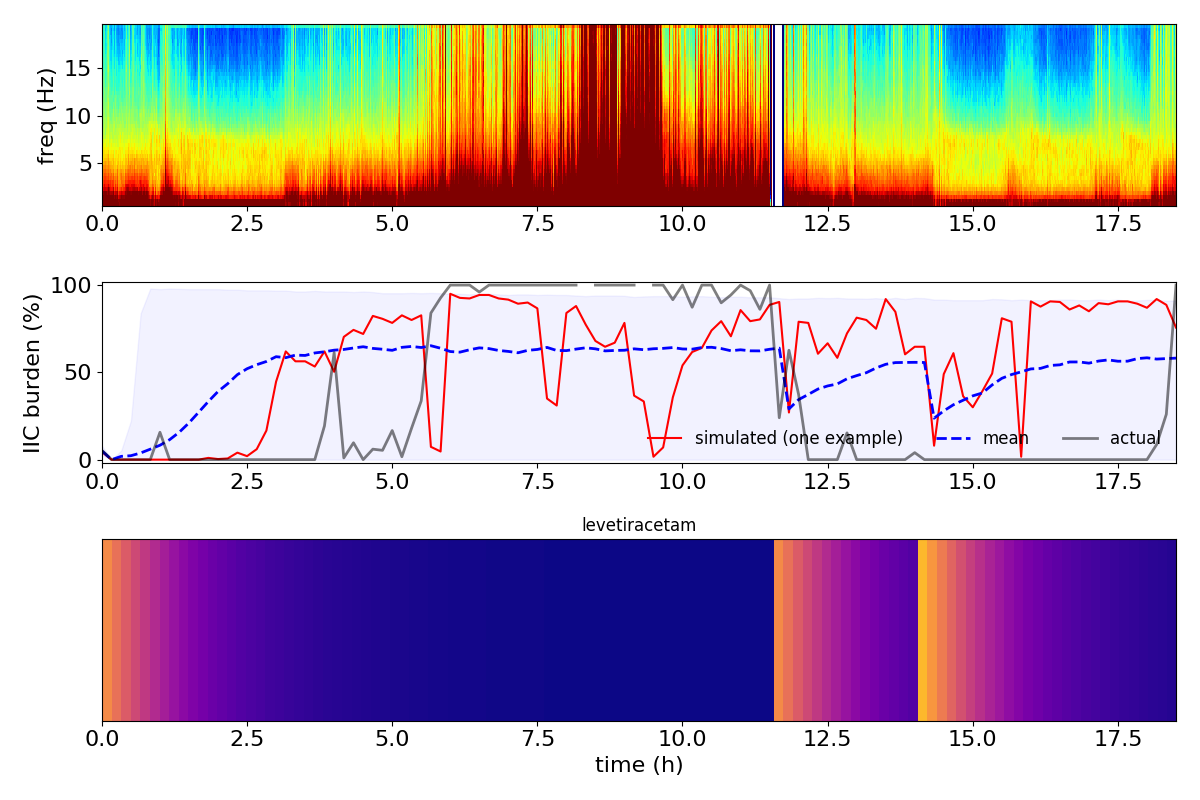 freq (Hz)
15
10
5
0.0 2.5 5.0 7.5 10.0 12.5 15.0 17.5
IIC burden (%)
100
50
0
simulated (one example) mean actual
0.0 2.5 5.0 7.5 10.0 12.5 15.0 17.5
levetiracetam
0.0 2.5 5.0 7.5 10.0 12.5 15.0 17.5
time (h)